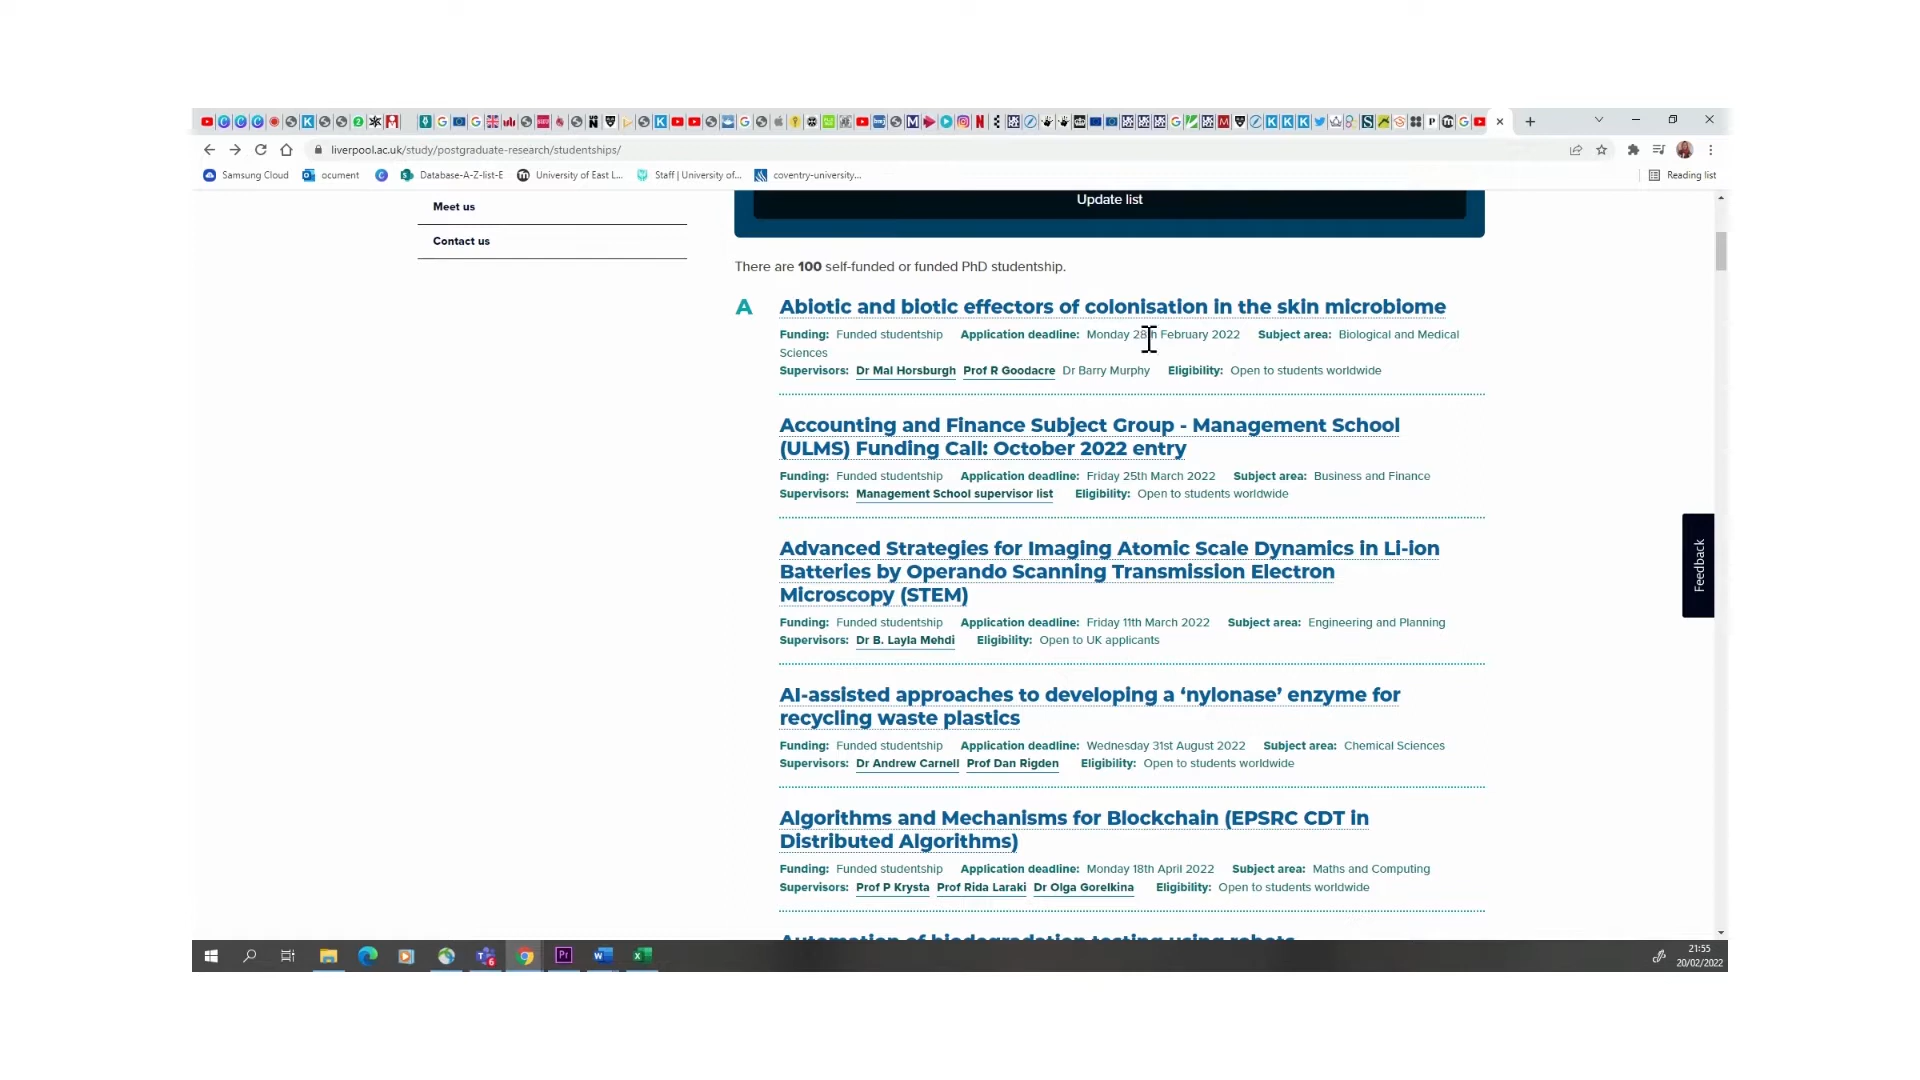 liverpool.ac.uk/study/postgraduate-research/studentships/
Samsung Cloud
ocument
Database-A-Z-list-E
University of East L...
Staff | University of...
coventry-university...
Reading list
Meet us
Contact us
Update list
There are 100 self-funded or funded PhD studentship.
A
Abiotic and biotic effectors of colonisation in the skin microbiome
Funding: Funded studentship Application deadline: Monday 28th February 2022 Subject area: Biological and Medical
Sciences
Supervisors: Dr Mal Horsburgh Prof R Goodacre Dr Barry Murphy Eligibility: Open to students worldwide
Accounting and Finance Subject Group - Management School
(ULMS) Funding Call: October 2022 entry
Funding: Funded studentship Application deadline: Friday 25th March 2022 Subject area: Business and Finance
Supervisors: Management School supervisor list Eligibility: Open to students worldwide
Advanced Strategies for Imaging Atomic Scale Dynamics in Li-ion
Batteries by Operando Scanning Transmission Electron
Microscopy (STEM)
Funding: Funded studentship Application deadline: Friday 11th March 2022 Subject area: Engineering and Planning
Supervisors: Dr B. Layla Mehdi Eligibility: Open to UK applicants
AI-assisted approaches to developing a ‘nylonase’ enzyme for
recycling waste plastics
Funding: Funded studentship Application deadline: Wednesday 31st August 2022 Subject area: Chemical Sciences
Supervisors: Dr Andrew Carnell Prof Dan Rigden Eligibility: Open to students worldwide
Algorithms and Mechanisms for Blockchain (EPSRC CDT in
Distributed Algorithms)
Funding: Funded studentship Application deadline: Monday 18th April 2022 Subject area: Maths and Computing
Supervisors: Prof P Krysta Prof Rida Laraki Dr Olga Gorelkina Eligibility: Open to students worldwide
Automation of biodegradation testing using robots
Feedback
21:55
20/02/2022